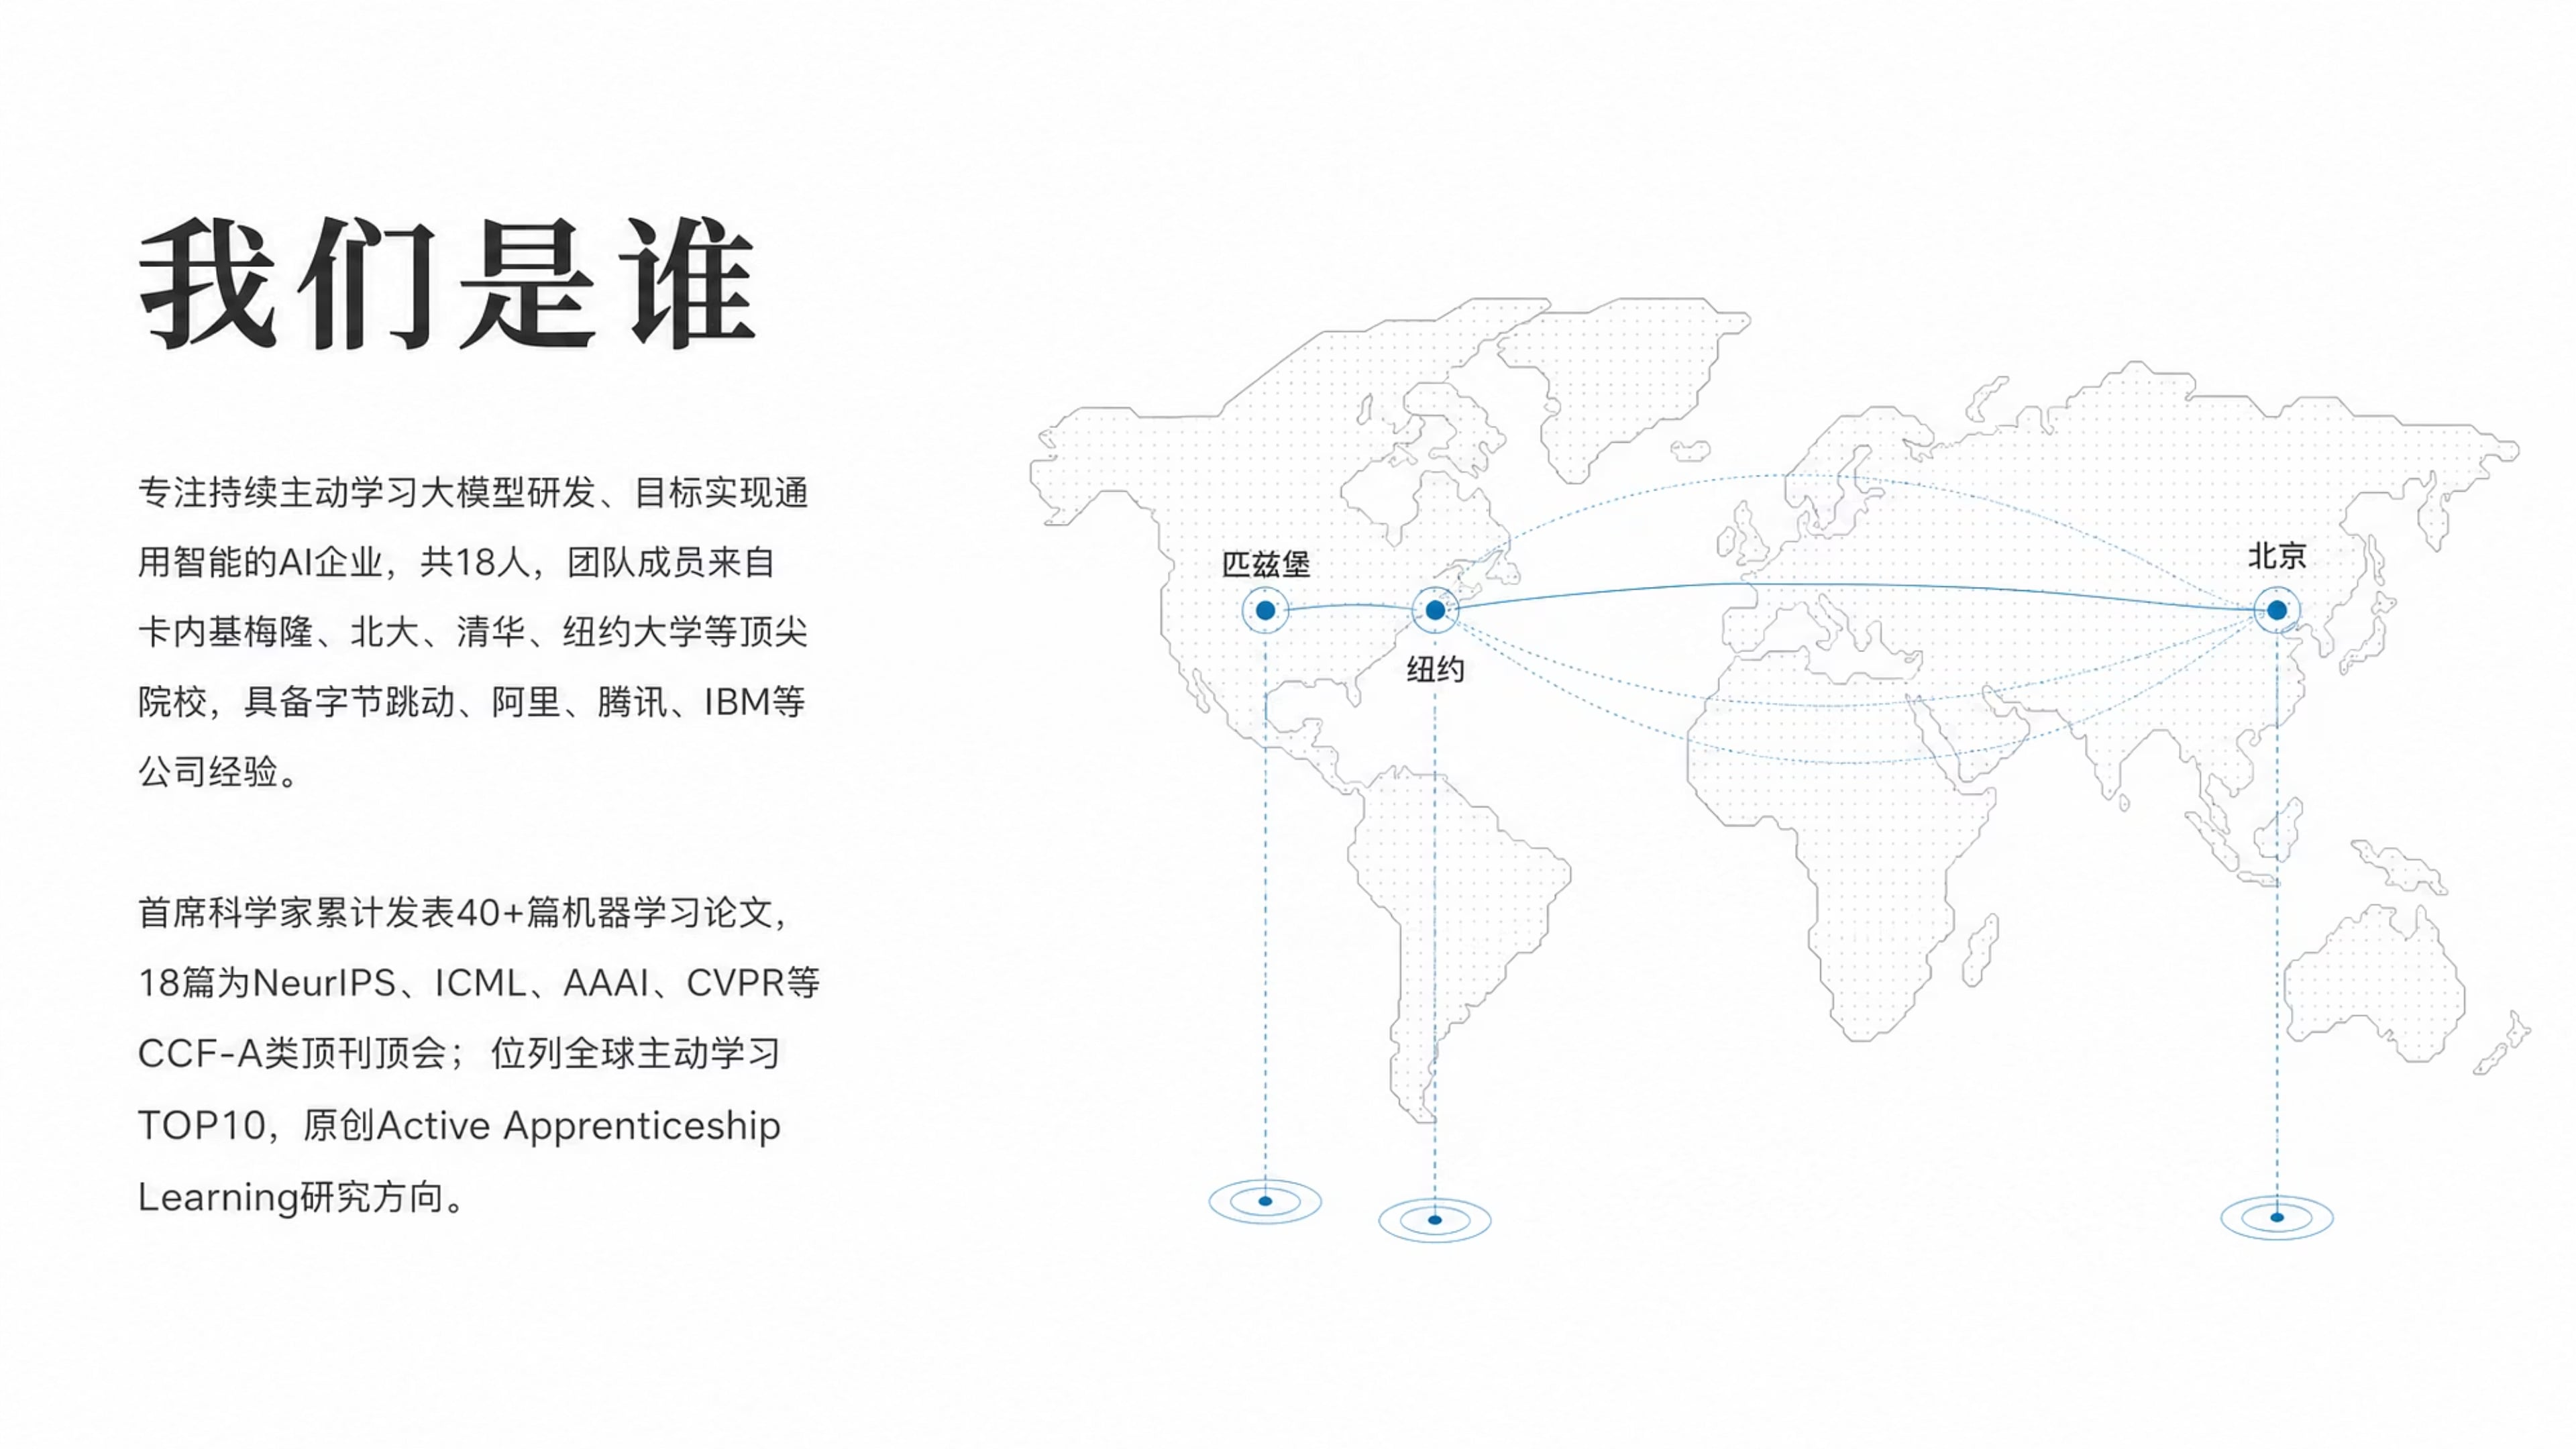 我们是谁
专注持续主动学习大模型研发、目标实现通
用智能的AI企业，共18人，团队成员来自
卡内基梅隆、北大、清华、纽约大学等顶尖
院校，具备字节跳动、阿里、腾讯、IBM等
公司经验。
首席科学家累计发表40+篇机器学习论文，
18篇为NeurIPS、ICML、AAAI、CVPR等
CCF-A类顶刊顶会； 位列全球主动学习
TOP10，原创Active Apprenticeship
Learning研究方向。
匹兹堡
纽约
北京